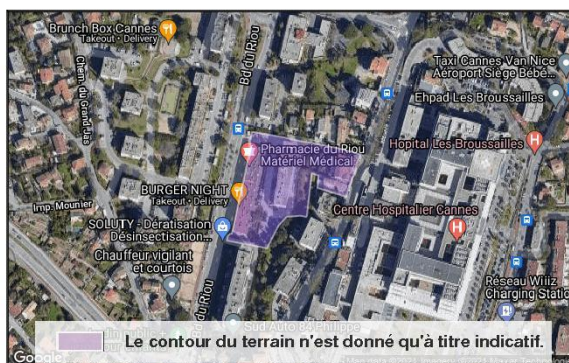 Brunch Box Cannes
Takeout • Delivery
Bd du Riou
Chem. du Grand Jas
Taxi Cannes Van Nice
Aéroport Siège Bébé...
Ehpad Les Broussailles
Pharmacie du Riou
Matériel Médical
Hôpital Les Broussailles
BURGER NIGHT
Takeout • Delivery
Imp. Mounier
SOLUTY - Dératisation
Désinsectisation...
Centre Hospitalier Cannes
Chauffeur vigilant
et courtois
Bd du Riou
Réseau Wiiiz
Charging Statio
Sud Auto 84 Philippe
Google
Le contour du terrain n'est donné qu'à titre indicatif.